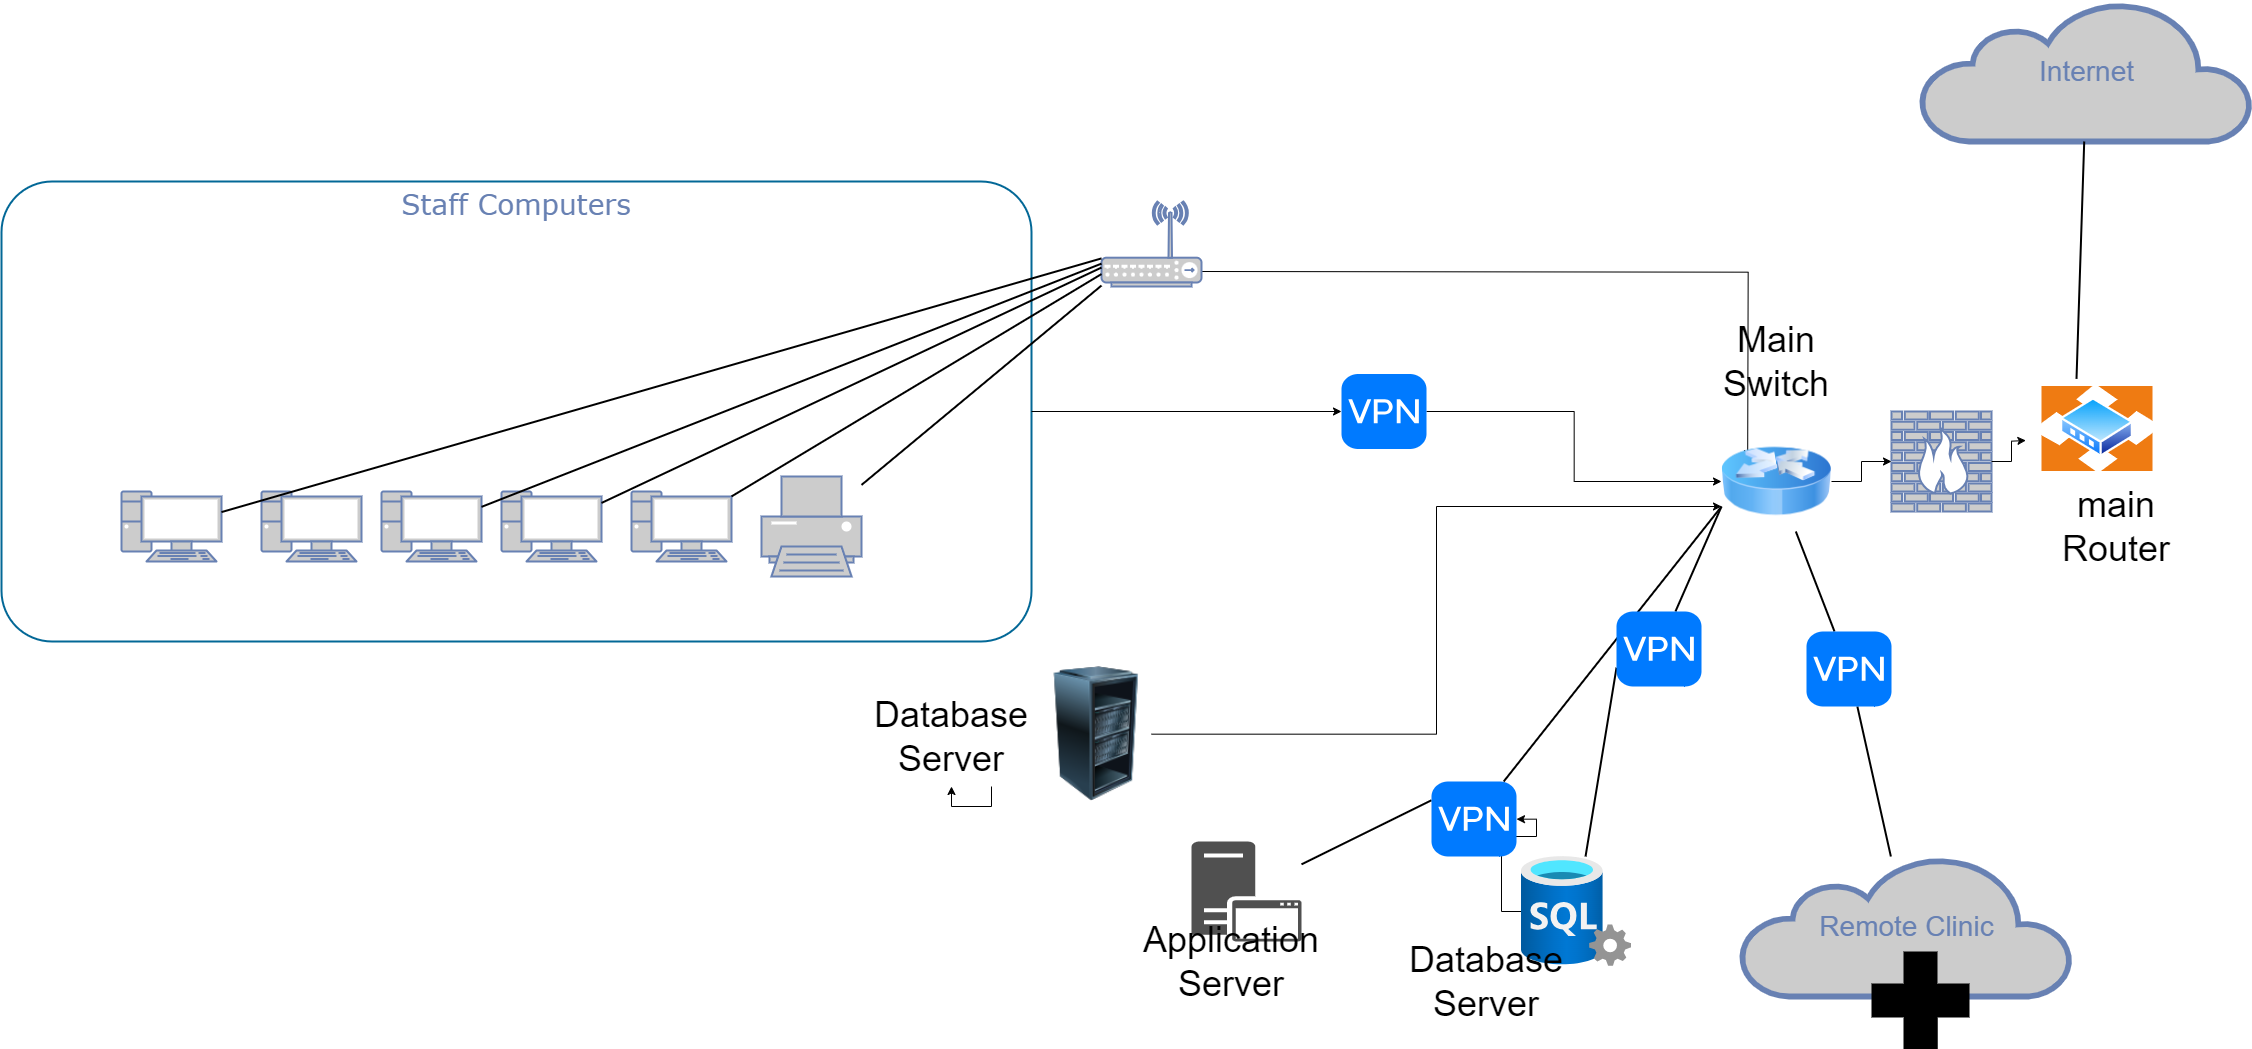 Internet
Staff Computers
Main
Switch
VPN
main
Router
VPN
VPN
Database
Server
VPN
SQL
Application
Server
Database
Server
Remote Clinic